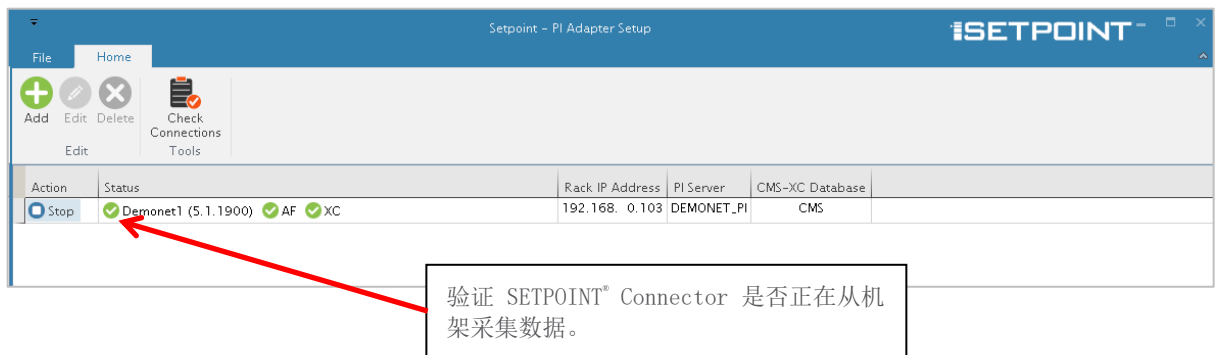 Setpoint - PI Adapter Setup
SETPOINT
File Home
Add Edit Delete Check Connections
Edit Tools
Action Status Rack IP Address PI Server CMS-XC Database
Stop Demonet1 (5.1.1900) AF XC 192.168. 0.103 DEMONET_PI CMS
验证 SETPOINT® Connector 是否正在从机
架采集数据。